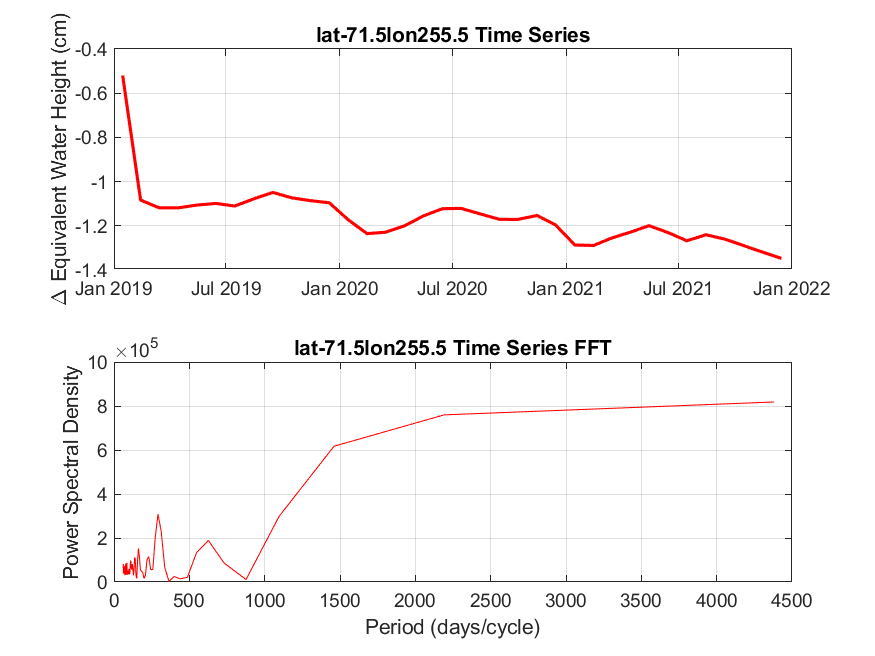 lat-71.5lon255.5 Time Series
Δ Equivalent Water Height (cm)
-0.4
-0.6
-0.8
-1
-1.2
-1.4
Jan 2019 Jul 2019 Jan 2020 Jul 2020 Jan 2021 Jul 2021 Jan 2022
lat-71.5lon255.5 Time Series FFT
×10⁵
Power Spectral Density
10
8
6
4
2
0
0 500 1000 1500 2000 2500 3000 3500 4000 4500
Period (days/cycle)